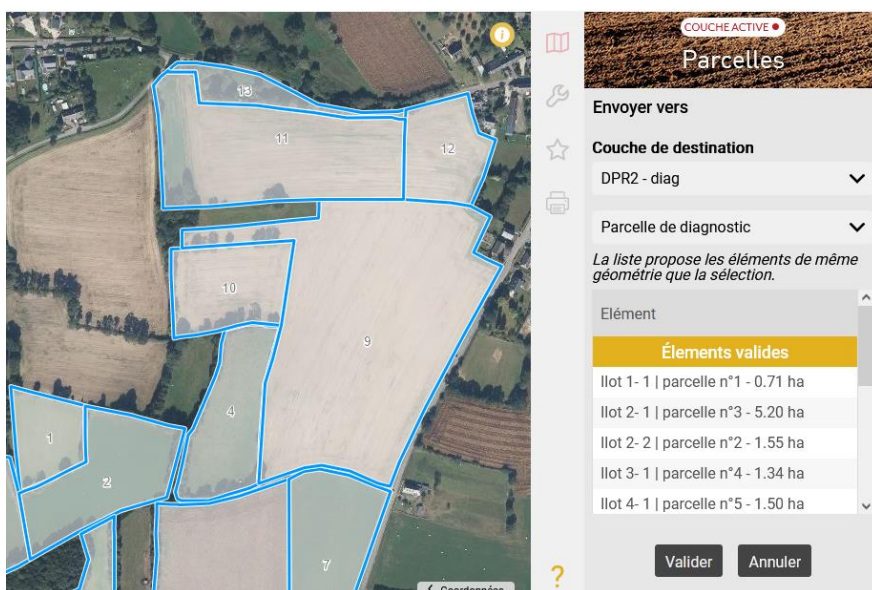 13
11
12
10
9
4
1
2
7
Coordonnées
COUCHE ACTIVE
Parcelles
Envoyer vers
Couche de destination
DPR2 - diag
Parcelle de diagnostic
La liste propose les éléments de même
géométrie que la sélection.
Elément
Élements valides
Ilot 1- 1 | parcelle n°1 - 0.71 ha
Ilot 2- 1 | parcelle n°3 - 5.20 ha
Ilot 2- 2 | parcelle n°2 - 1.55 ha
Ilot 3- 1 | parcelle n°4 - 1.34 ha
Ilot 4- 1 | parcelle n°5 - 1.50 ha
Valider Annuler
?